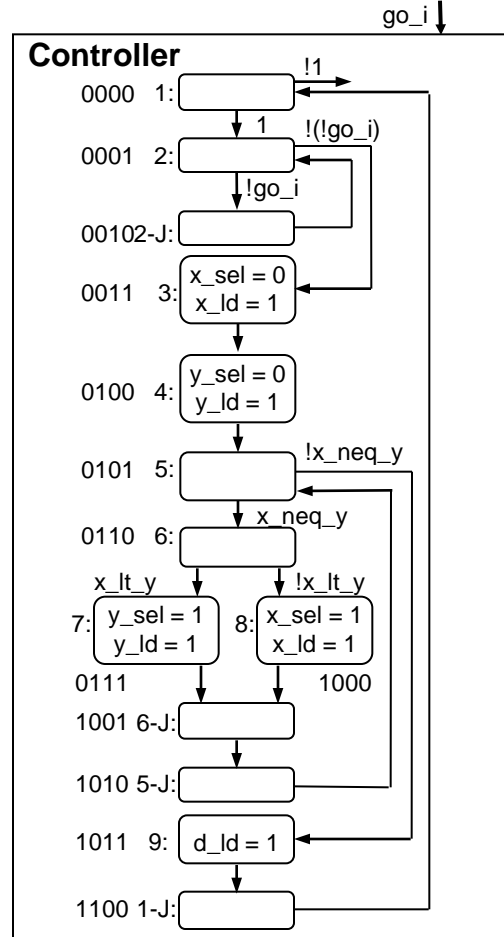 go_i
Controller
!1
0000 1:
1
!(!go_i)
0001 2:
!go_i
00102-J:
x_sel = 0
0011 3:
x_ld = 1
y_sel = 0
0100 4:
y_ld = 1
!x_neq_y
0101 5:
x_neq_y
0110 6:
x_lt_y !x_lt_y
7: y_sel = 1 8: x_sel = 1
y_ld = 1 x_ld = 1
0111 1000
1001 6-J:
1010 5-J:
1011 9: d_ld = 1
1100 1-J: